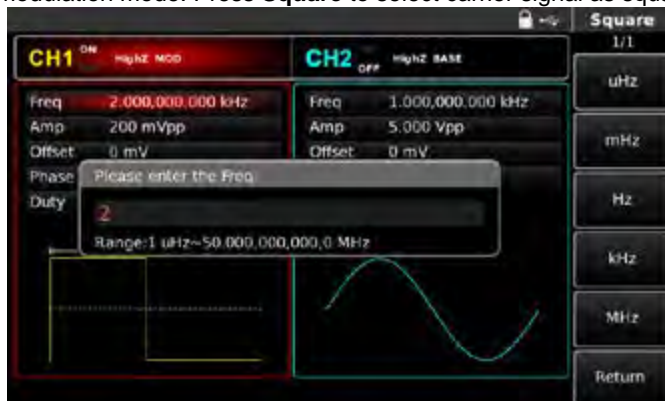 modulation mode. Press Square to select carrier signal as squa
Square
1/1
CH1 ON HighZ MOD
CH2 OFF HighZ BASE
uHz
Freq 2.000,000,000 kHz
Freq 1.000,000,000 kHz
Amp 200 mVpp
Amp 5.000 Vpp
mHz
Offset 0 mV
Offset 0 mV
Phase
Please enter the Freq
Duty
2
Hz
Range:1 uHz~50.000,000,000,0 MHz
kHz
MHz
Return